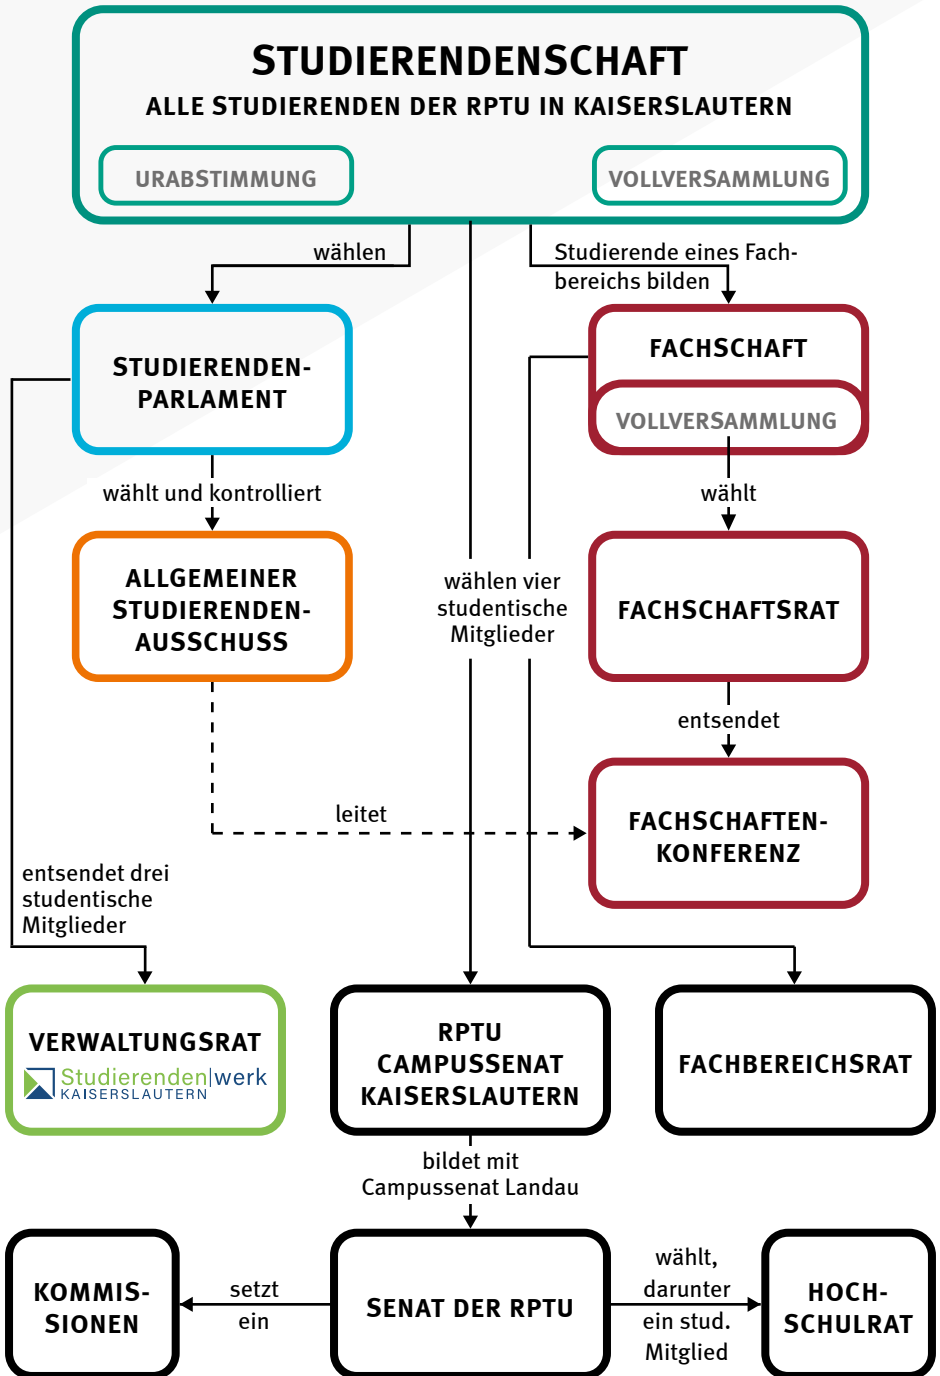 STUDIERENDENSCHAFT
ALLE STUDIERENDEN DER RPTU IN KAISERSLAUTERN
URABSTIMMUNG
VOLLVERSAMMLUNG
wählen
Studierende eines Fach-
bereichs bilden
STUDIERENDEN-
PARLAMENT
FACHSCHAFT
VOLLVERSAMMLUNG
wählt und kontrolliert
wählt
ALLGEMEINER
STUDIERENDEN-
AUSSCHUSS
wählen vier
studentische
Mitglieder
FACHSCHAFTSRAT
entsendet
leitet
FACHSCHAFTEN-
KONFERENZ
entsendet drei
studentische
Mitglieder
VERWALTUNGSRAT
Studierenden|werk
KAISERSLAUTERN
RPTU
CAMPUSSENAT
KAISERSLAUTERN
FACHBEREICHSRAT
bildet mit
Campussenat Landau
KOMMIS-
SIONEN
setzt
ein
SENAT DER RPTU
wählt,
darunter
ein stud.
Mitglied
HOCH-
SCHULRAT